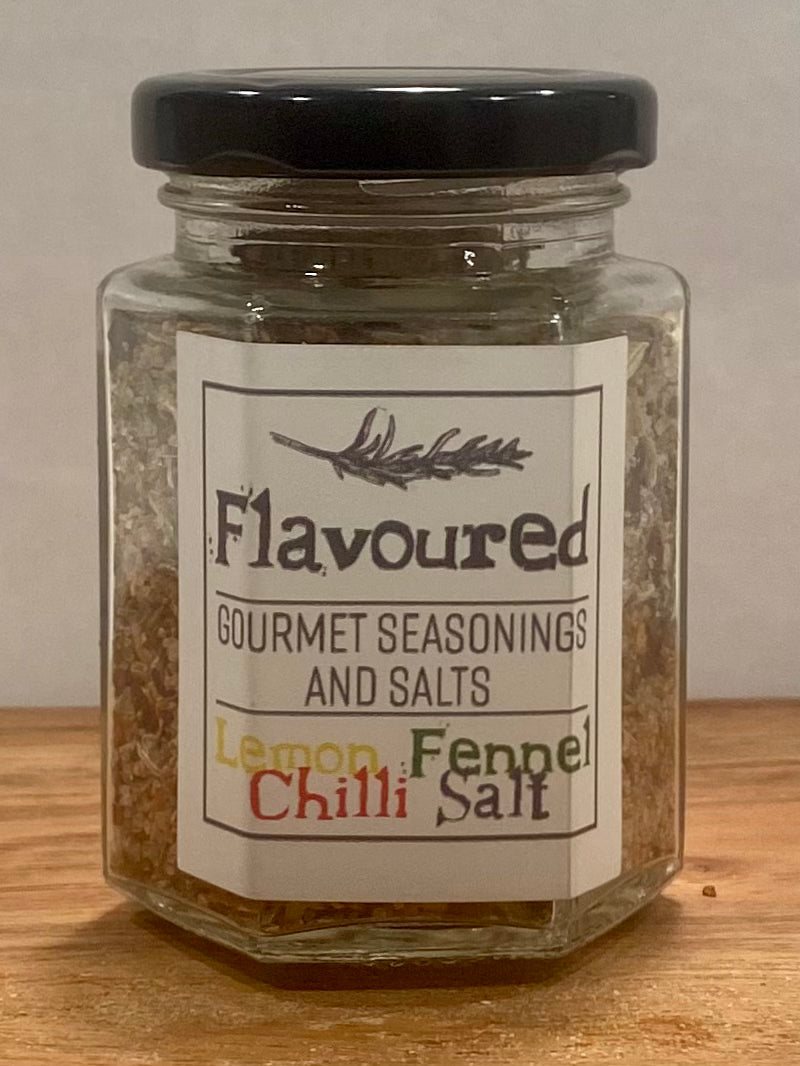 Flavoured
GOURMET SEASONINGS
AND SALTS
Lemon Fennel
Chilli Salt